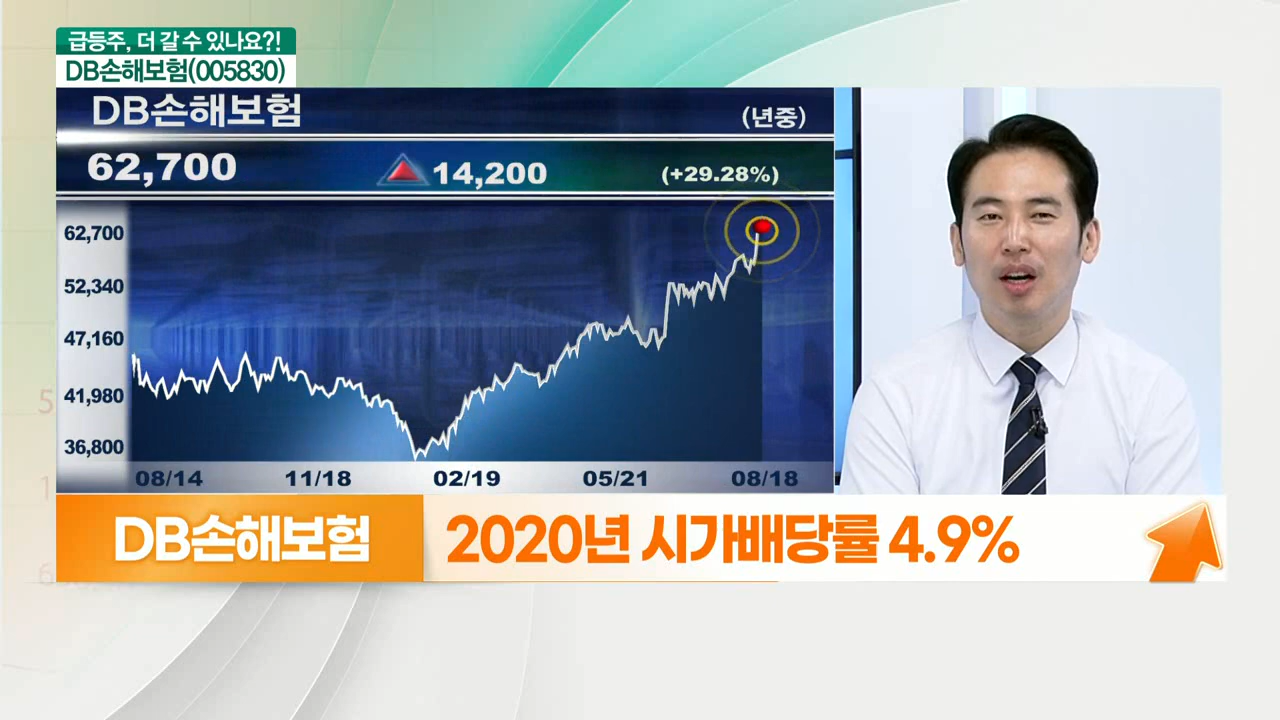 급등주, 더 갈 수 있나요?!
DB손해보험(005830)
DB손해보험 (년중)
62,700 ▲ 14,200 (+29.28%)
62,700
52,340
47,160
41,980
36,800
08/14 11/18 02/19 05/21 08/18
DB손해보험 2020년 시가배당률 4.9%
5
1
6